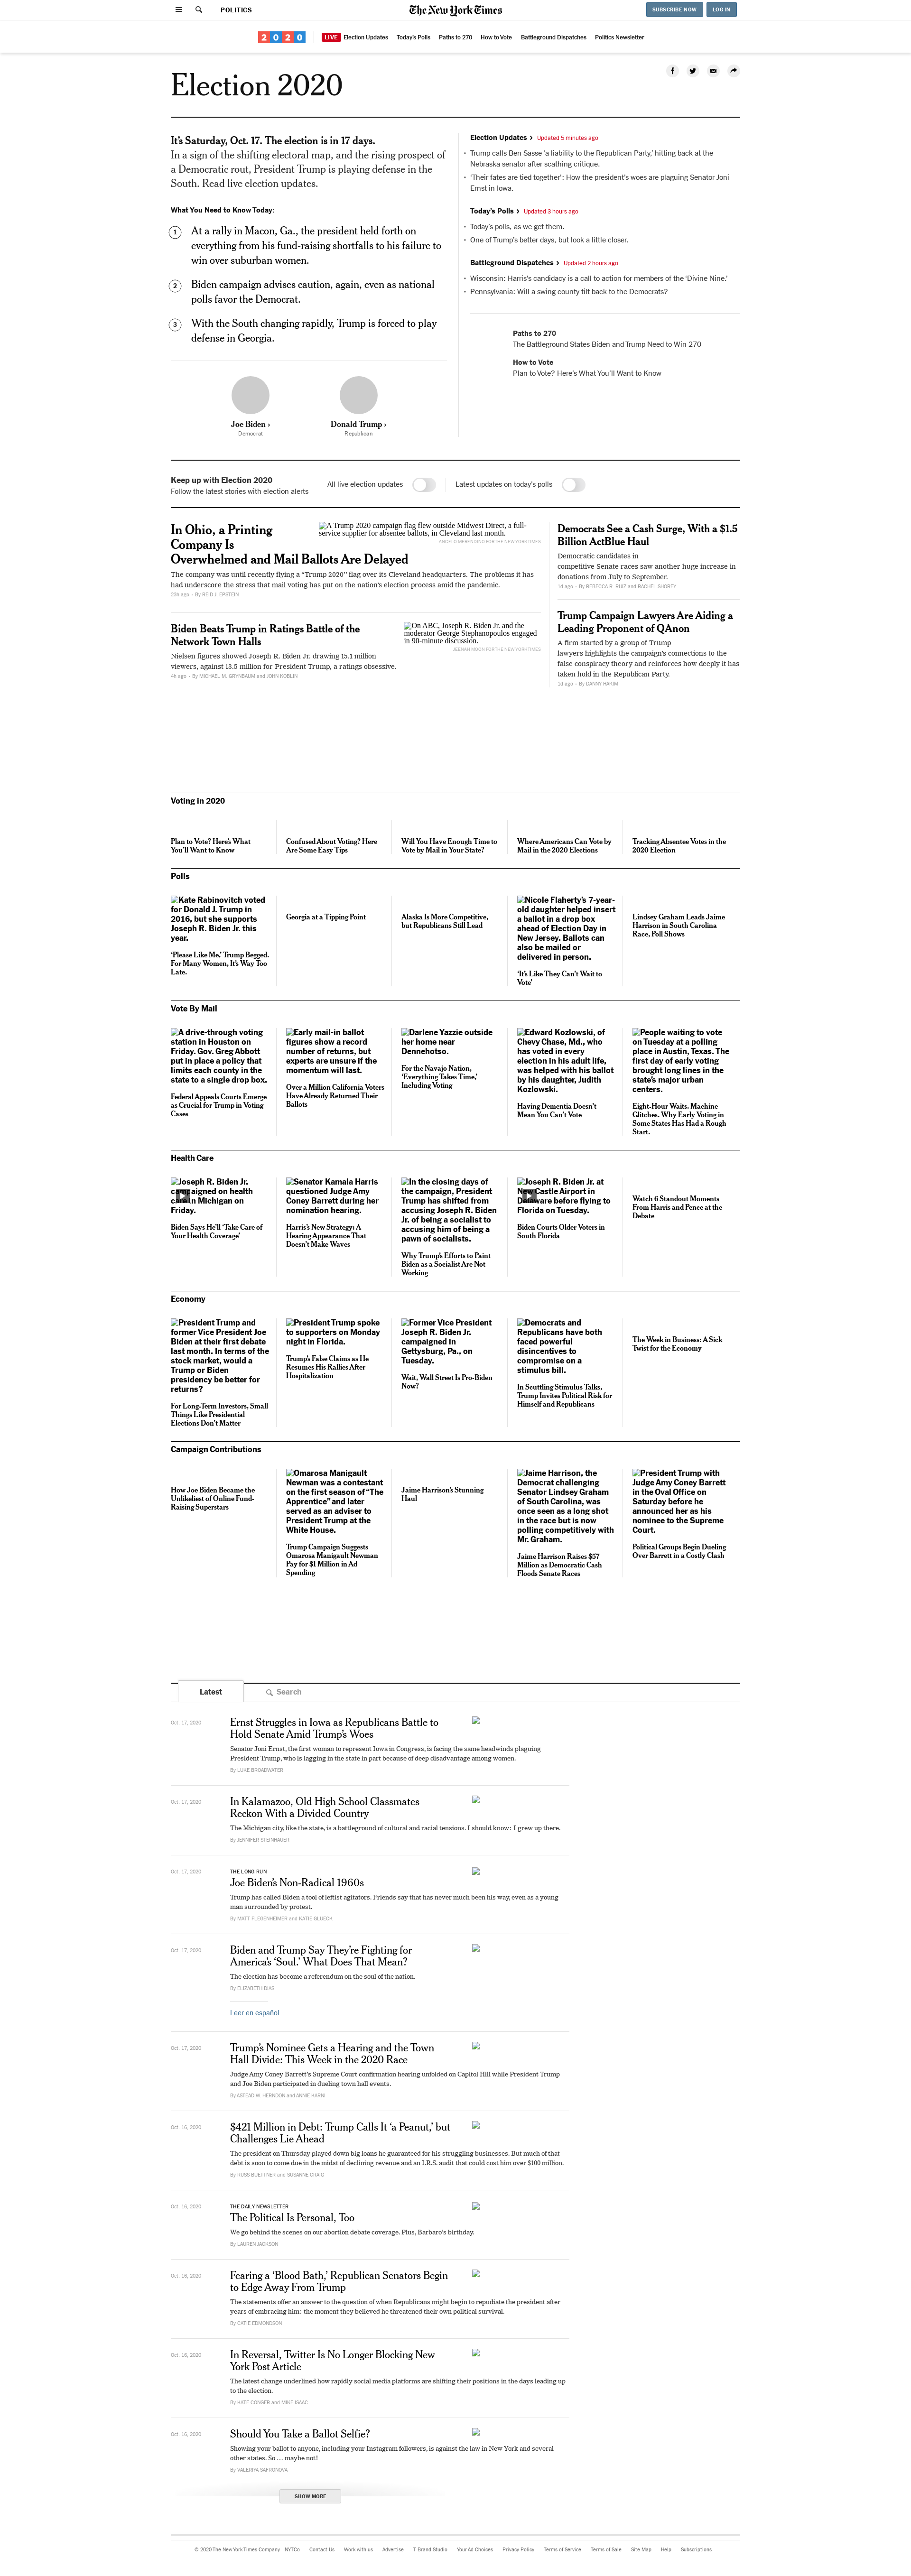 POLITICS
The New York Times
SUBSCRIBE NOW
LOG IN
2020
LIVE Election Updates
Today's Polls
Paths to 270
How to Vote
Battleground Dispatches
Politics Newsletter
Election 2020
It's Saturday, Oct. 17. The election is in 17 days.
In a sign of the shifting electoral map, and the rising prospect of
a Democratic rout, President Trump is playing defense in the
South. Read live election updates.
What You Need to Know Today:
1 At a rally in Macon, Ga., the president held forth on
everything from his fund-raising shortfalls to his failure to
win over suburban women.
2 Biden campaign advises caution, again, even as national
polls favor the Democrat.
3 With the South changing rapidly, Trump is forced to play
defense in Georgia.
Joe Biden ›
Democrat
Donald Trump ›
Republican
Election Updates › Updated 5 minutes ago
• Trump calls Ben Sasse 'a liability to the Republican Party,' hitting back at the
Nebraska senator after scathing critique.
• 'Their fates are tied together': How the president's woes are plaguing Senator Joni
Ernst in Iowa.
Today's Polls › Updated 3 hours ago
• Today's polls, as we get them.
• One of Trump's better days, but look a little closer.
Battleground Dispatches › Updated 2 hours ago
• Wisconsin: Harris's candidacy is a call to action for members of the 'Divine Nine.'
• Pennsylvania: Will a swing county tilt back to the Democrats?
Paths to 270
The Battleground States Biden and Trump Need to Win 270
How to Vote
Plan to Vote? Here's What You'll Want to Know
Keep up with Election 2020
Follow the latest stories with election alerts
All live election updates
Latest updates on today's polls
In Ohio, a Printing
Company Is
Overwhelmed and Mail Ballots Are Delayed
A Trump 2020 campaign flag flew outside Midwest Direct, a full-
service supplier for absentee ballots, in Cleveland last month.
ANGELO MERENDINO FOR THE NEW YORK TIMES
The company was until recently flying a "Trump 2020" flag over its Cleveland headquarters. The problems it has
had underscore the stress that mail voting has put on the nation's election process amid the pandemic.
23h ago – By REID J. EPSTEIN
Biden Beats Trump in Ratings Battle of the
Network Town Halls
On ABC, Joseph R. Biden Jr. and the
moderator George Stephanopoulos engaged
in 90-minute discussion.
JEENAH MOON FOR THE NEW YORK TIMES
Nielsen figures showed Joseph R. Biden Jr. drawing 15.1 million
viewers, against 13.5 million for President Trump, a ratings obsessive.
4h ago – By MICHAEL M. GRYNBAUM and JOHN KOBLIN
Democrats See a Cash Surge, With a $1.5
Billion ActBlue Haul
Democratic candidates in
competitive Senate races saw another huge increase in
donations from July to September.
1d ago – By REBECCA R. RUIZ and RACHEL SHOREY
Trump Campaign Lawyers Are Aiding a
Leading Proponent of QAnon
A firm started by a group of Trump
lawyers highlights the campaign's connections to the
false conspiracy theory and reinforces how deeply it has
taken hold in the Republican Party.
1d ago – By DANNY HAKIM
Voting in 2020
Plan to Vote? Here's What
You'll Want to Know
Confused About Voting? Here
Are Some Easy Tips
Will You Have Enough Time to
Vote by Mail in Your State?
Where Americans Can Vote by
Mail in the 2020 Elections
Tracking Absentee Votes in the
2020 Election
Polls
Kate Rabinovitch voted
for Donald J. Trump in
2016, but she supports
Joseph R. Biden Jr. this
year.
'Please Like Me,' Trump Begged.
For Many Women, It's Way Too
Late.
Georgia at a Tipping Point
Alaska Is More Competitive,
but Republicans Still Lead
Nicole Flaherty's 7-year-
old daughter helped insert
a ballot in a drop box
ahead of Election Day in
New Jersey. Ballots can
also be mailed or
delivered in person.
'It's Like They Can't Wait to
Vote'
Lindsey Graham Leads Jaime
Harrison in South Carolina
Race, Poll Shows
Vote By Mail
A drive-through voting
station in Houston on
Friday. Gov. Greg Abbott
put in place a policy that
limits each county in the
state to a single drop box.
Federal Appeals Courts Emerge
as Crucial for Trump in Voting
Cases
Early mail-in ballot
figures show a record
number of returns, but
experts are unsure if the
momentum will last.
Over a Million California Voters
Have Already Returned Their
Ballots
Darlene Yazzie outside
her home near
Dennehotso.
For the Navajo Nation,
'Everything Takes Time,'
Including Voting
Edward Kozlowski, of
Chevy Chase, Md., who
has voted in every
election in his adult life,
was helped with his ballot
by his daughter, Judith
Kozlowski.
Having Dementia Doesn't
Mean You Can't Vote
People waiting to vote
on Tuesday at a polling
place in Austin, Texas. The
first day of early voting
brought long lines in the
state's major urban
centers.
Eight-Hour Waits. Machine
Glitches. Why Early Voting in
Some States Has Had a Rough
Start.
Health Care
Joseph R. Biden Jr.
campaigned on health
in Michigan on
Friday.
Biden Says He'll 'Take Care of
Your Health Coverage'
Senator Kamala Harris
questioned Judge Amy
Coney Barrett during her
nomination hearing.
Harris's New Strategy: A
Hearing Appearance That
Doesn't Make Waves
In the closing days of
the campaign, President
Trump has shifted from
accusing Joseph R. Biden
Jr. of being a socialist to
accusing him of being a
pawn of socialists.
Why Trump's Efforts to Paint
Biden as a Socialist Are Not
Working
Joseph R. Biden Jr. at
New Castle Airport in
Delaware before flying to
Florida on Tuesday.
Biden Courts Older Voters in
South Florida
Watch 6 Standout Moments
From Harris and Pence at the
Debate
Economy
President Trump and
former Vice President Joe
Biden at their first debate
last month. In terms of the
stock market, would a
Trump or Biden
presidency be better for
returns?
For Long-Term Investors, Small
Things Like Presidential
Elections Don't Matter
President Trump spoke
to supporters on Monday
night in Florida.
Trump's False Claims as He
Resumes His Rallies After
Hospitalization
Former Vice President
Joseph R. Biden Jr.
campaigned in
Gettysburg, Pa., on
Tuesday.
Wait, Wall Street Is Pro-Biden
Now?
Democrats and
Republicans have both
faced powerful
disincentives to
compromise on a
stimulus bill.
In Scuttling Stimulus Talks,
Trump Invites Political Risk for
Himself and Republicans
The Week in Business: A Sick
Twist for the Economy
Campaign Contributions
How Joe Biden Became the
Unlikeliest of Online Fund-
Raising Superstars
Omarosa Manigault
Newman was a contestant
on the first season of "The
Apprentice" and later
served as an adviser to
President Trump at the
White House.
Trump Campaign Suggests
Omarosa Manigault Newman
Pay for $1 Million in Ad
Spending
Jaime Harrison's Stunning
Haul
Jaime Harrison, the
Democrat challenging
Senator Lindsey Graham
of South Carolina, was
once seen as a long shot
in the race but is now
polling competitively with
Mr. Graham.
Jaime Harrison Raises $57
Million as Democratic Cash
Floods Senate Races
President Trump with
Judge Amy Coney Barrett
in the Oval Office on
Saturday before he
announced her as his
nominee to the Supreme
Court.
Political Groups Begin Dueling
Over Barrett in a Costly Clash
Latest
Search
Oct. 17, 2020
Ernst Struggles in Iowa as Republicans Battle to
Hold Senate Amid Trump's Woes
Senator Joni Ernst, the first woman to represent Iowa in Congress, is facing the same headwinds plaguing
President Trump, who is lagging in the state in part because of deep disadvantage among women.
By LUKE BROADWATER
Oct. 17, 2020
In Kalamazoo, Old High School Classmates
Reckon With a Divided Country
The Michigan city, like the state, is a battleground of cultural and racial tensions. I should know: I grew up there.
By JENNIFER STEINHAUER
Oct. 17, 2020
THE LONG RUN
Joe Biden's Non-Radical 1960s
Trump has called Biden a tool of leftist agitators. Friends say that has never much been his way, even as a young
man surrounded by protest.
By MATT FLEGENHEIMER and KATIE GLUECK
Oct. 17, 2020
Biden and Trump Say They're Fighting for
America's 'Soul.' What Does That Mean?
The election has become a referendum on the soul of the nation.
By ELIZABETH DIAS
Leer en español
Oct. 17, 2020
Trump's Nominee Gets a Hearing and the Town
Hall Divide: This Week in the 2020 Race
Judge Amy Coney Barrett's Supreme Court confirmation hearing unfolded on Capitol Hill while President Trump
and Joe Biden participated in dueling town hall events.
By ASTEAD W. HERNDON and ANNIE KARNI
Oct. 16, 2020
$421 Million in Debt: Trump Calls It 'a Peanut,' but
Challenges Lie Ahead
The president on Thursday played down big loans he guaranteed for his struggling businesses. But much of that
debt is soon to come due in the midst of declining revenue and an I.R.S. audit that could cost him over $100 million.
By RUSS BUETTNER and SUSANNE CRAIG
Oct. 16, 2020
THE DAILY NEWSLETTER
The Political Is Personal, Too
We go behind the scenes on our abortion debate coverage. Plus, Barbaro's birthday.
By LAUREN JACKSON
Oct. 16, 2020
Fearing a 'Blood Bath,' Republican Senators Begin
to Edge Away From Trump
The statements offer an answer to the question of when Republicans might begin to repudiate the president after
years of embracing him: the moment they believed he threatened their own political survival.
By CATIE EDMONDSON
Oct. 16, 2020
In Reversal, Twitter Is No Longer Blocking New
York Post Article
The latest change underlined how rapidly social media platforms are shifting their positions in the days leading up
to the election.
By KATE CONGER and MIKE ISAAC
Oct. 16, 2020
Should You Take a Ballot Selfie?
Showing your ballot to anyone, including your Instagram followers, is against the law in New York and several
other states. So … maybe not!
By VALERIYA SAFRONOVA
SHOW MORE
© 2020 The New York Times Company
NYTCo
Contact Us
Work with us
Advertise
T Brand Studio
Your Ad Choices
Privacy Policy
Terms of Service
Terms of Sale
Site Map
Help
Subscriptions